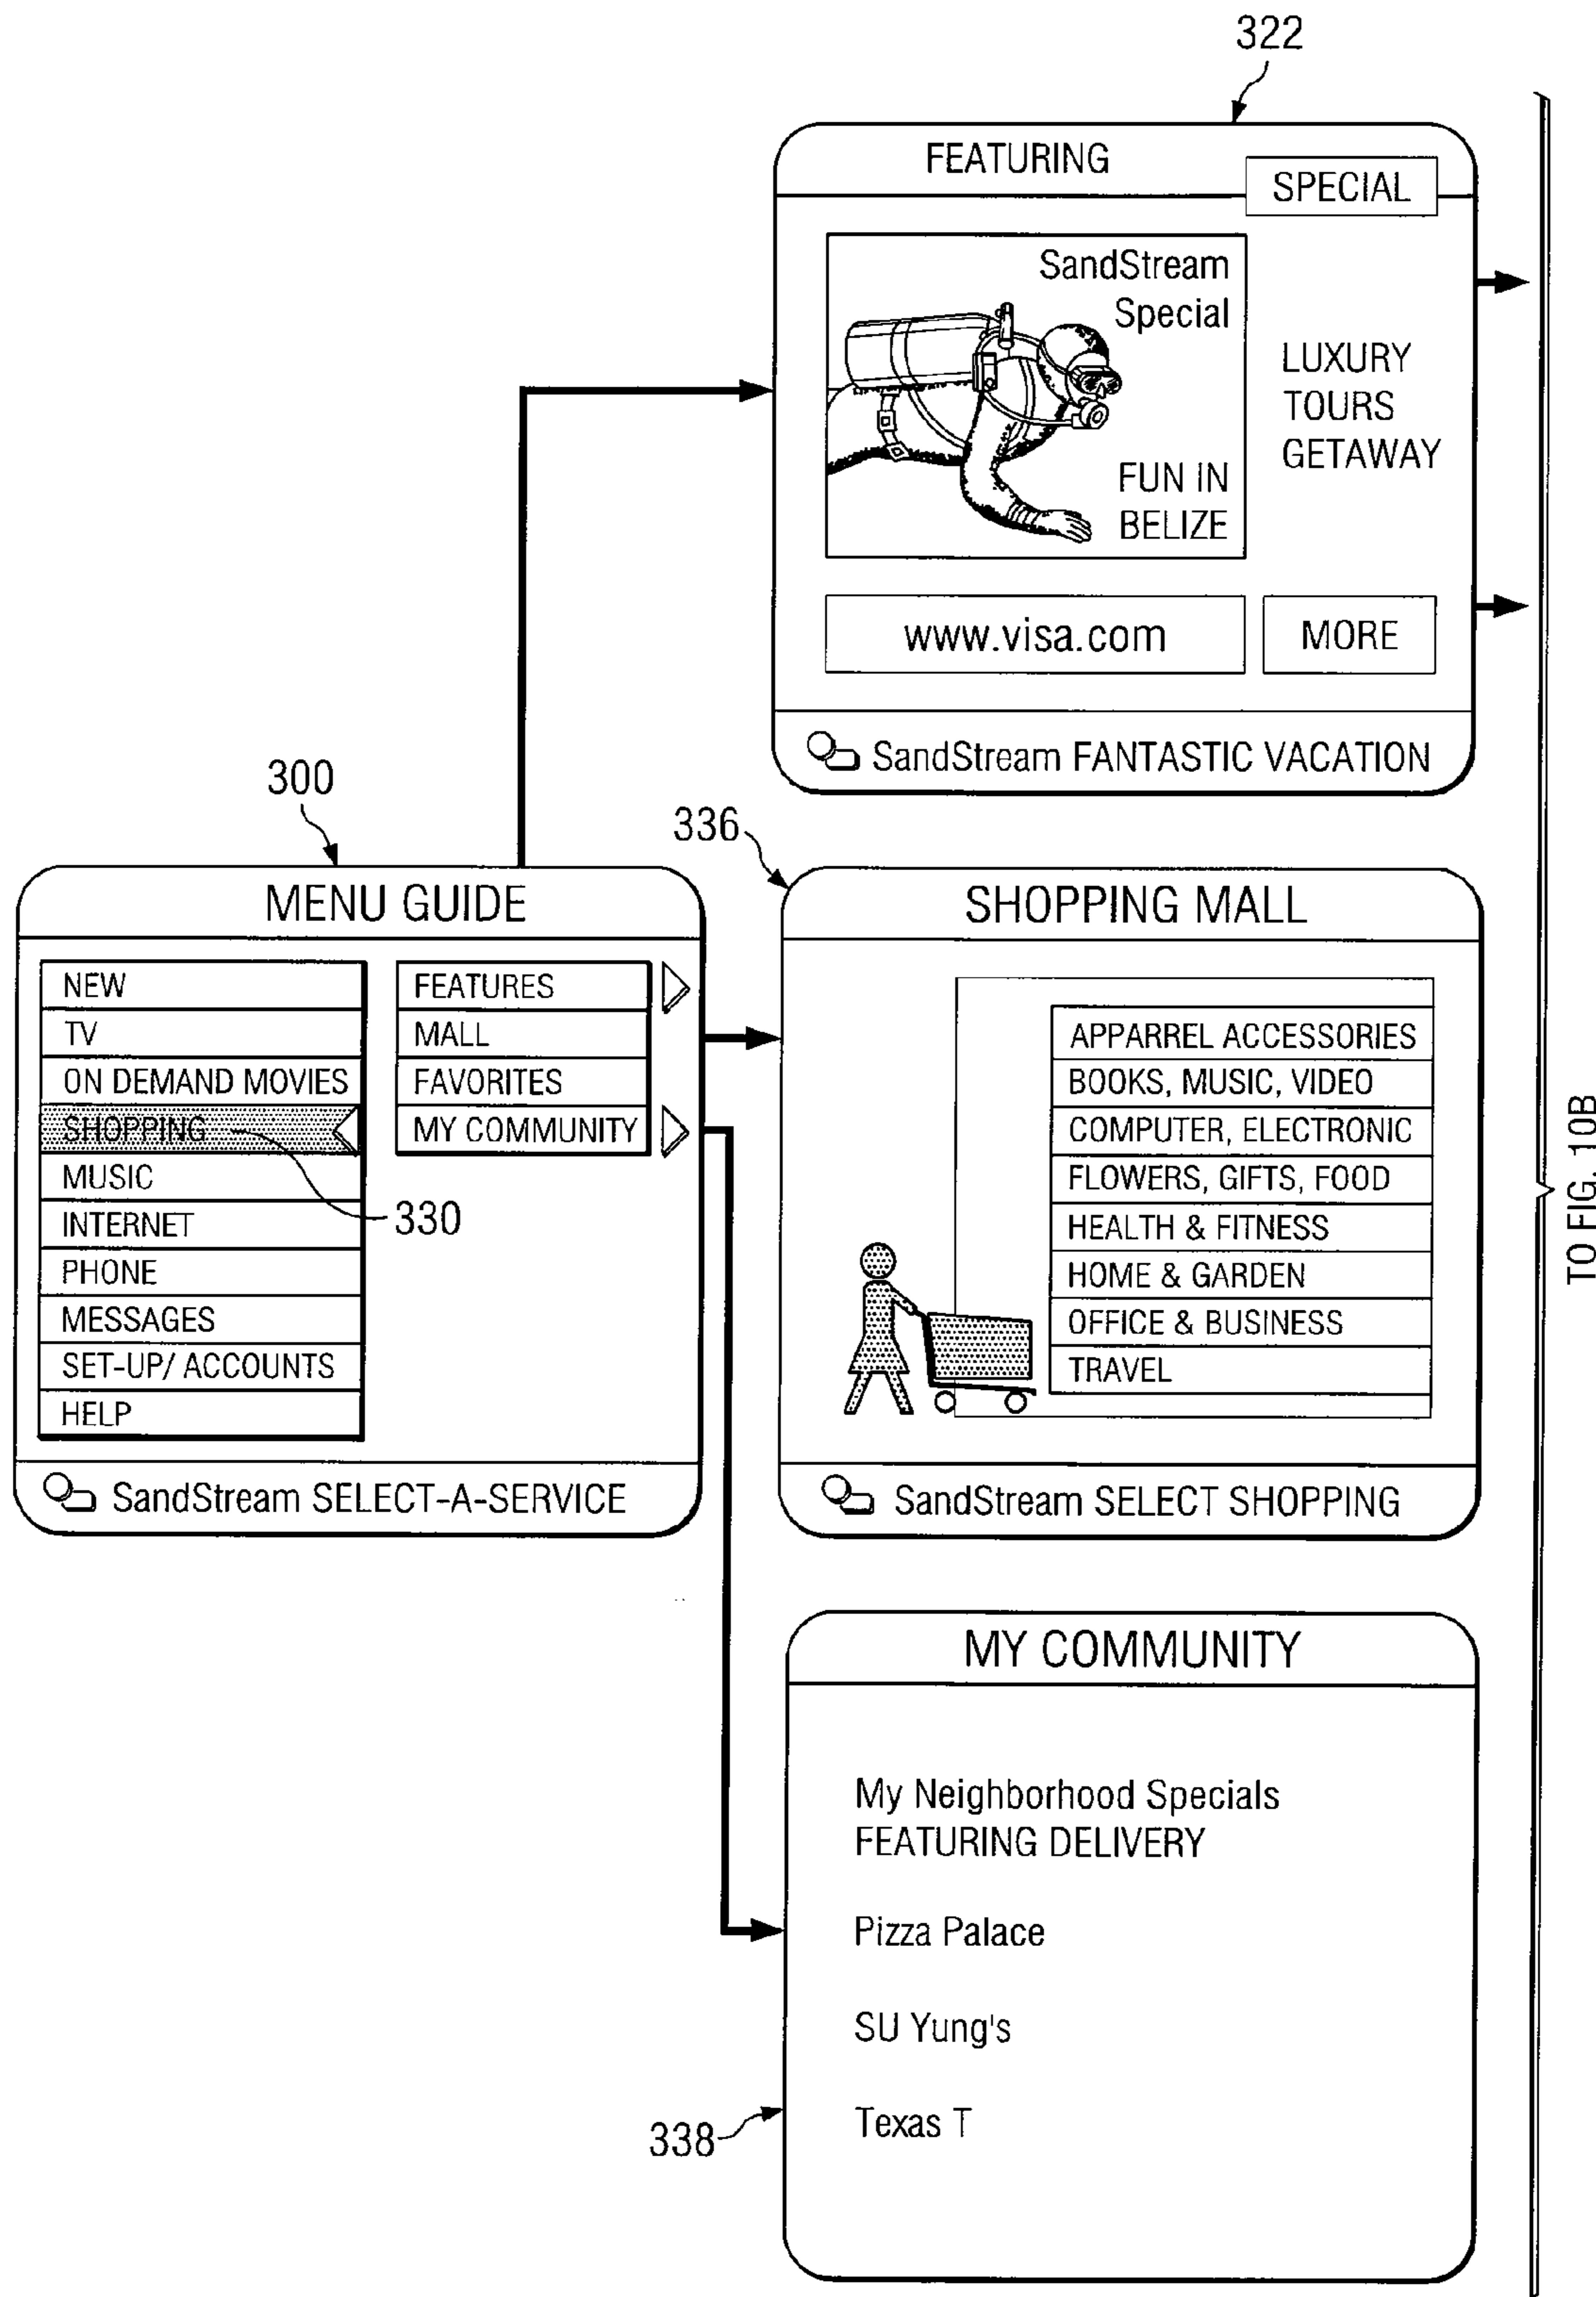 322
FEATURING
SPECIAL
SandStream
Special
FUN IN
BELIZE
LUXURY
TOURS
GETAWAY
www.visa.com
MORE
SandStream FANTASTIC VACATION
300
MENU GUIDE
NEW
TV
ON DEMAND MOVIES
SHOPPING
MUSIC
INTERNET
PHONE
MESSAGES
SET-UP/ ACCOUNTS
HELP
FEATURES
MALL
FAVORITES
MY COMMUNITY
330
SandStream SELECT-A-SERVICE
336
SHOPPING MALL
APPARREL ACCESSORIES
BOOKS, MUSIC, VIDEO
COMPUTER, ELECTRONIC
FLOWERS, GIFTS, FOOD
HEALTH & FITNESS
HOME & GARDEN
OFFICE & BUSINESS
TRAVEL
SandStream SELECT SHOPPING
MY COMMUNITY
My Neighborhood Specials
FEATURING DELIVERY
Pizza Palace
SU Yung's
Texas T
338
TO FIG. 10B